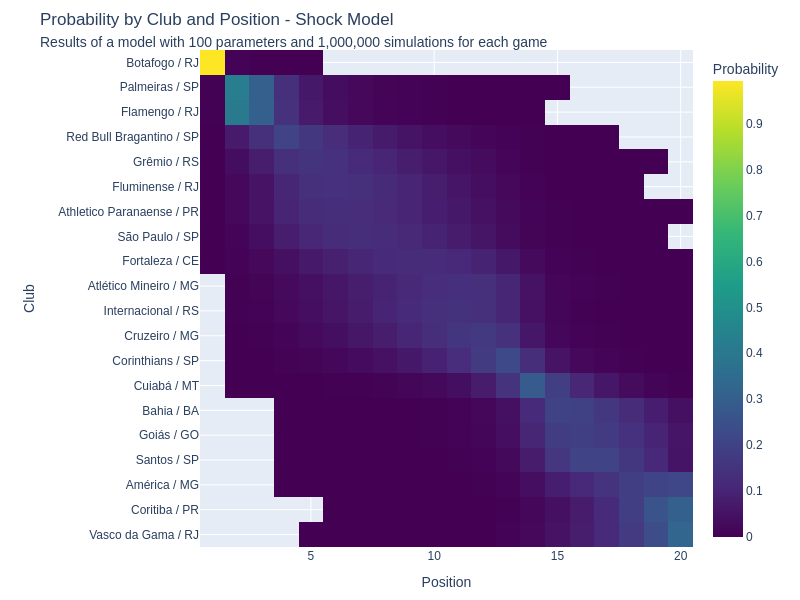 Probability by Club and Position - Shock Model
Results of a model with 100 parameters and 1,000,000 simulations for each game
Probability
Botafogo / RJ
Palmeiras / SP
Flamengo / RJ
Red Bull Bragantino / SP
Grêmio / RS
Fluminense / RJ
Athletico Paranaense / PR
São Paulo / SP
Fortaleza / CE
Atlético Mineiro / MG
Internacional / RS
Cruzeiro / MG
Corinthians / SP
Cuiabá / MT
Bahia / BA
Goiás / GO
Santos / SP
América / MG
Coritiba / PR
Vasco da Gama / RJ
Club
5
10
15
20
Position
0.9
0.8
0.7
0.6
0.5
0.4
0.3
0.2
0.1
0